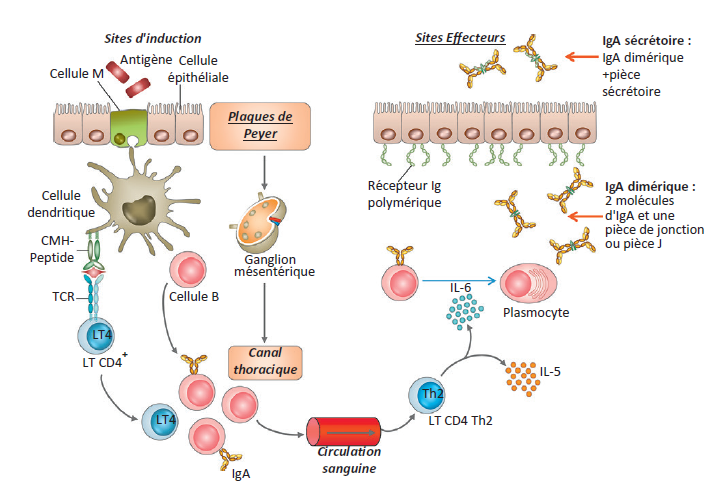 Sites d'induction
Antigène
Cellule
épithéliale
Cellule M
Plaques de
Peyer
Cellule
dendritique
CMH-
Peptide
TCR
LT4
LT CD4+
Cellule B
Ganglion
mésentérique
Canal
thoracique
LT4
IgA
Circulation
sanguine
Sites Effecteurs
IgA sécrétoire :
IgA dimérique
+pièce
sécrétoire
Récepteur Ig
polymérique
IgA dimérique :
2 molécules
d'IgA et une
pièce de jonction
ou pièce J
IL-6
Plasmocyte
IL-5
Th2
LT CD4 Th2